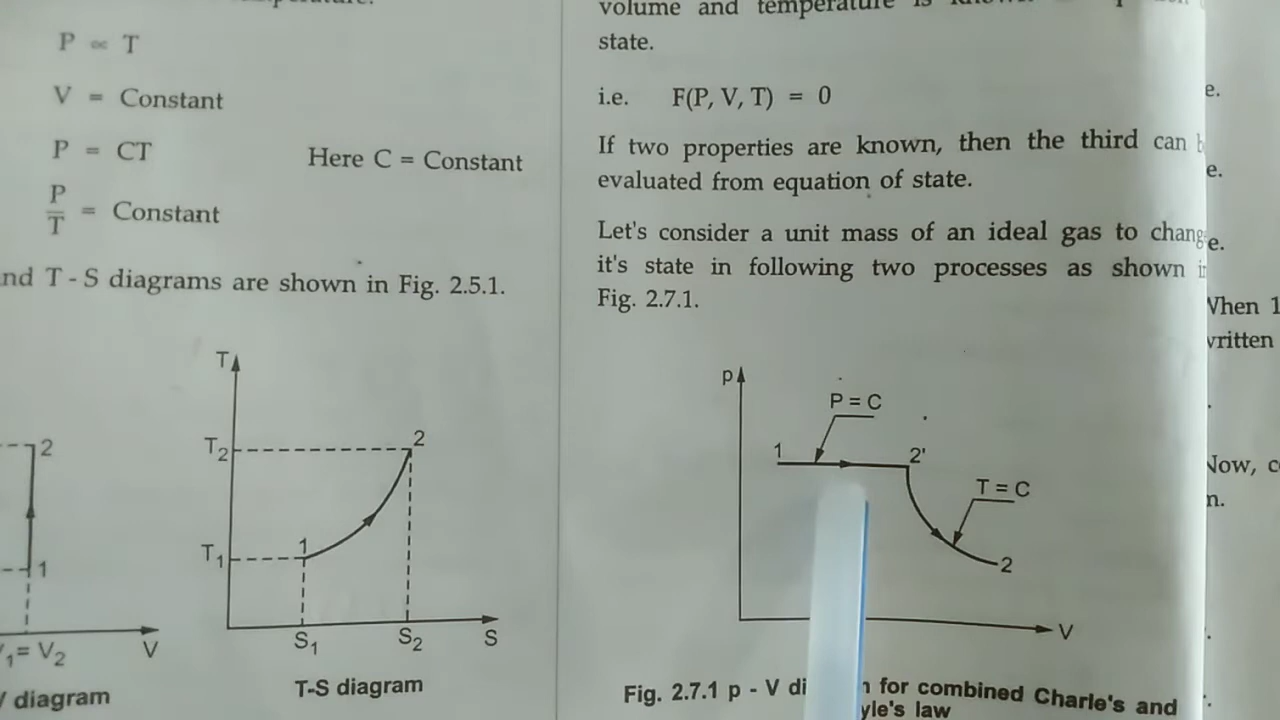 P ∝ T
V = Constant
P = CT Here C = Constant
P
T
= Constant
nd T - S diagrams are shown in Fig. 2.5.1.
2
1
V
= V2
diagram
T
T2
2
T1
1
S1
S2
S
T-S diagram
volume and temperature is
state.
i.e. F(P, V, T) = 0
If two properties are known, then the third can
evaluated from equation of state.
Let's consider a unit mass of an ideal gas to chang
it's state in following two processes as shown
Fig. 2.7.1.
p
P = C
1
2'
T = C
2
V
Fig. 2.7.1 p - V di for combined Charle's and
yle's law
e.
e.
e.
When 1
written
Now, c
n.